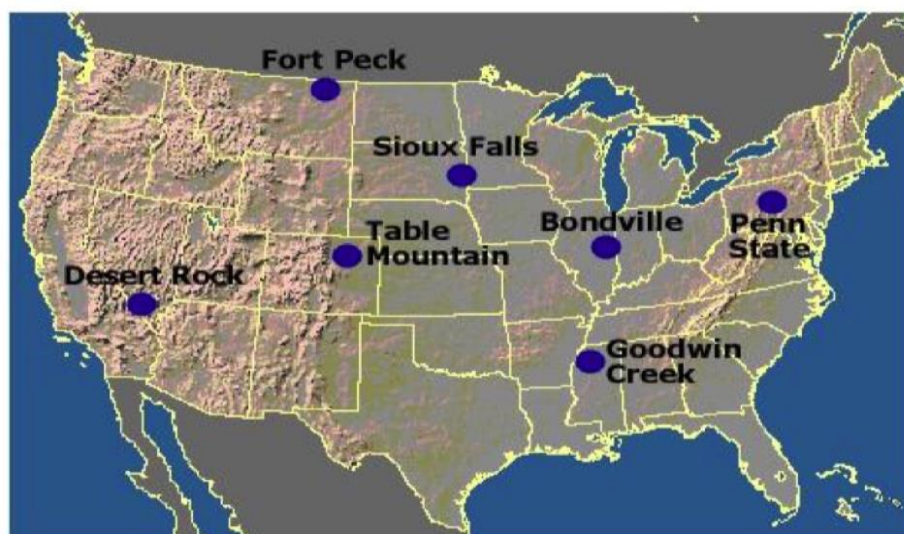 Fort Peck
Sioux Falls
Table
Mountain
Bondville
Penn
State
Desert Rock
Goodwin
Creek